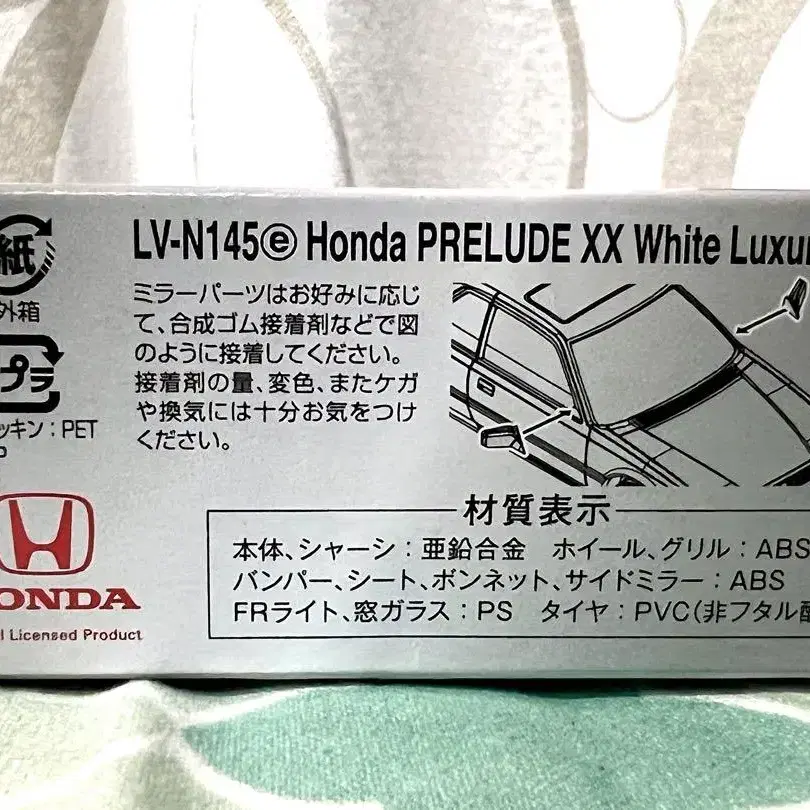 LV-N145ⓔ Honda PRELUDE XX White Luxur
紙
外箱
ミラーパーツはお好みに応じ
て、合成ゴム接着剤などで図
のように接着してください。
接着剤の量、変色、またケガ
や換気には十分お気をつけ
ください。
プラ
ッキン:PET
P
HONDA
l Licensed Product
材質表示
本体、シャーシ:亜鉛合金 ホイール、グリル:ABS
バンパー、シート、ボンネット、サイドミラー:ABS
FRライト、窓ガラス:PS タイヤ:PVC(非フタル酸